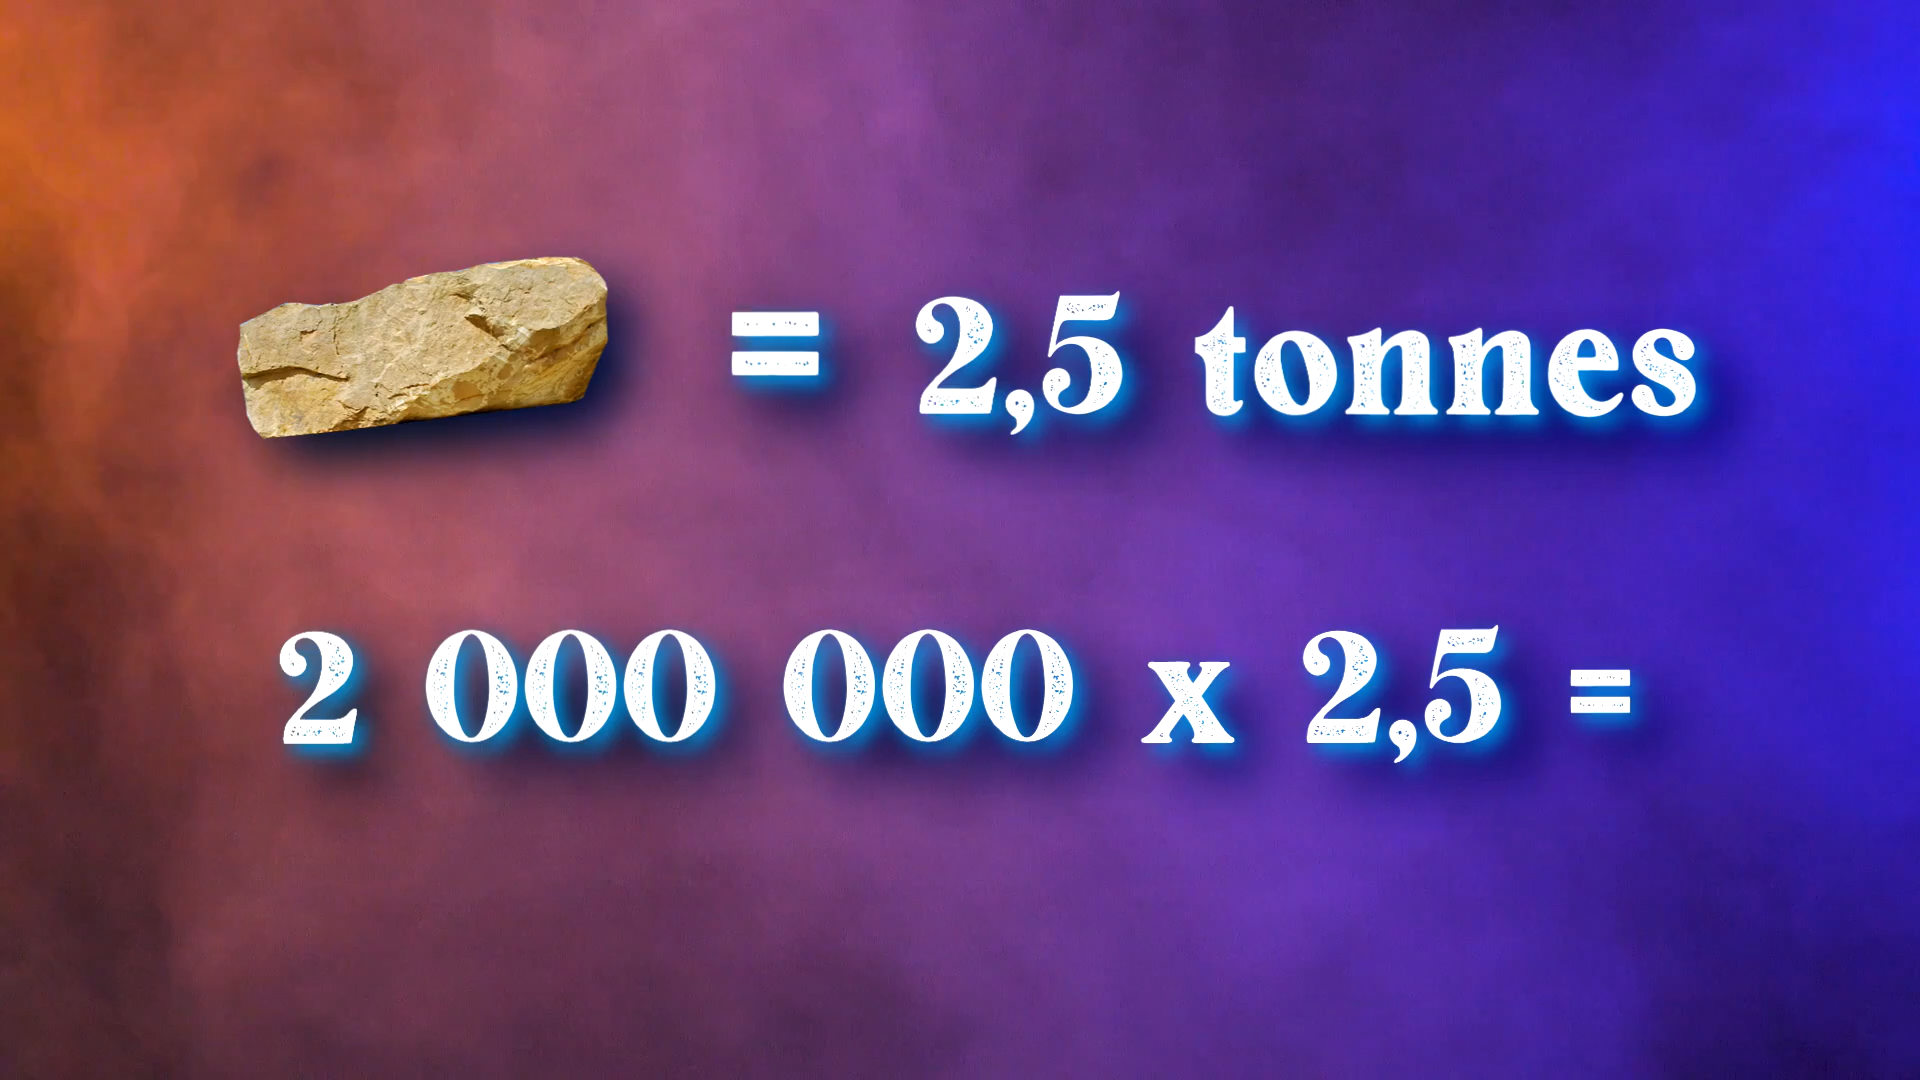 = 2,5 tonnes
2 000 000 x 2,5 =